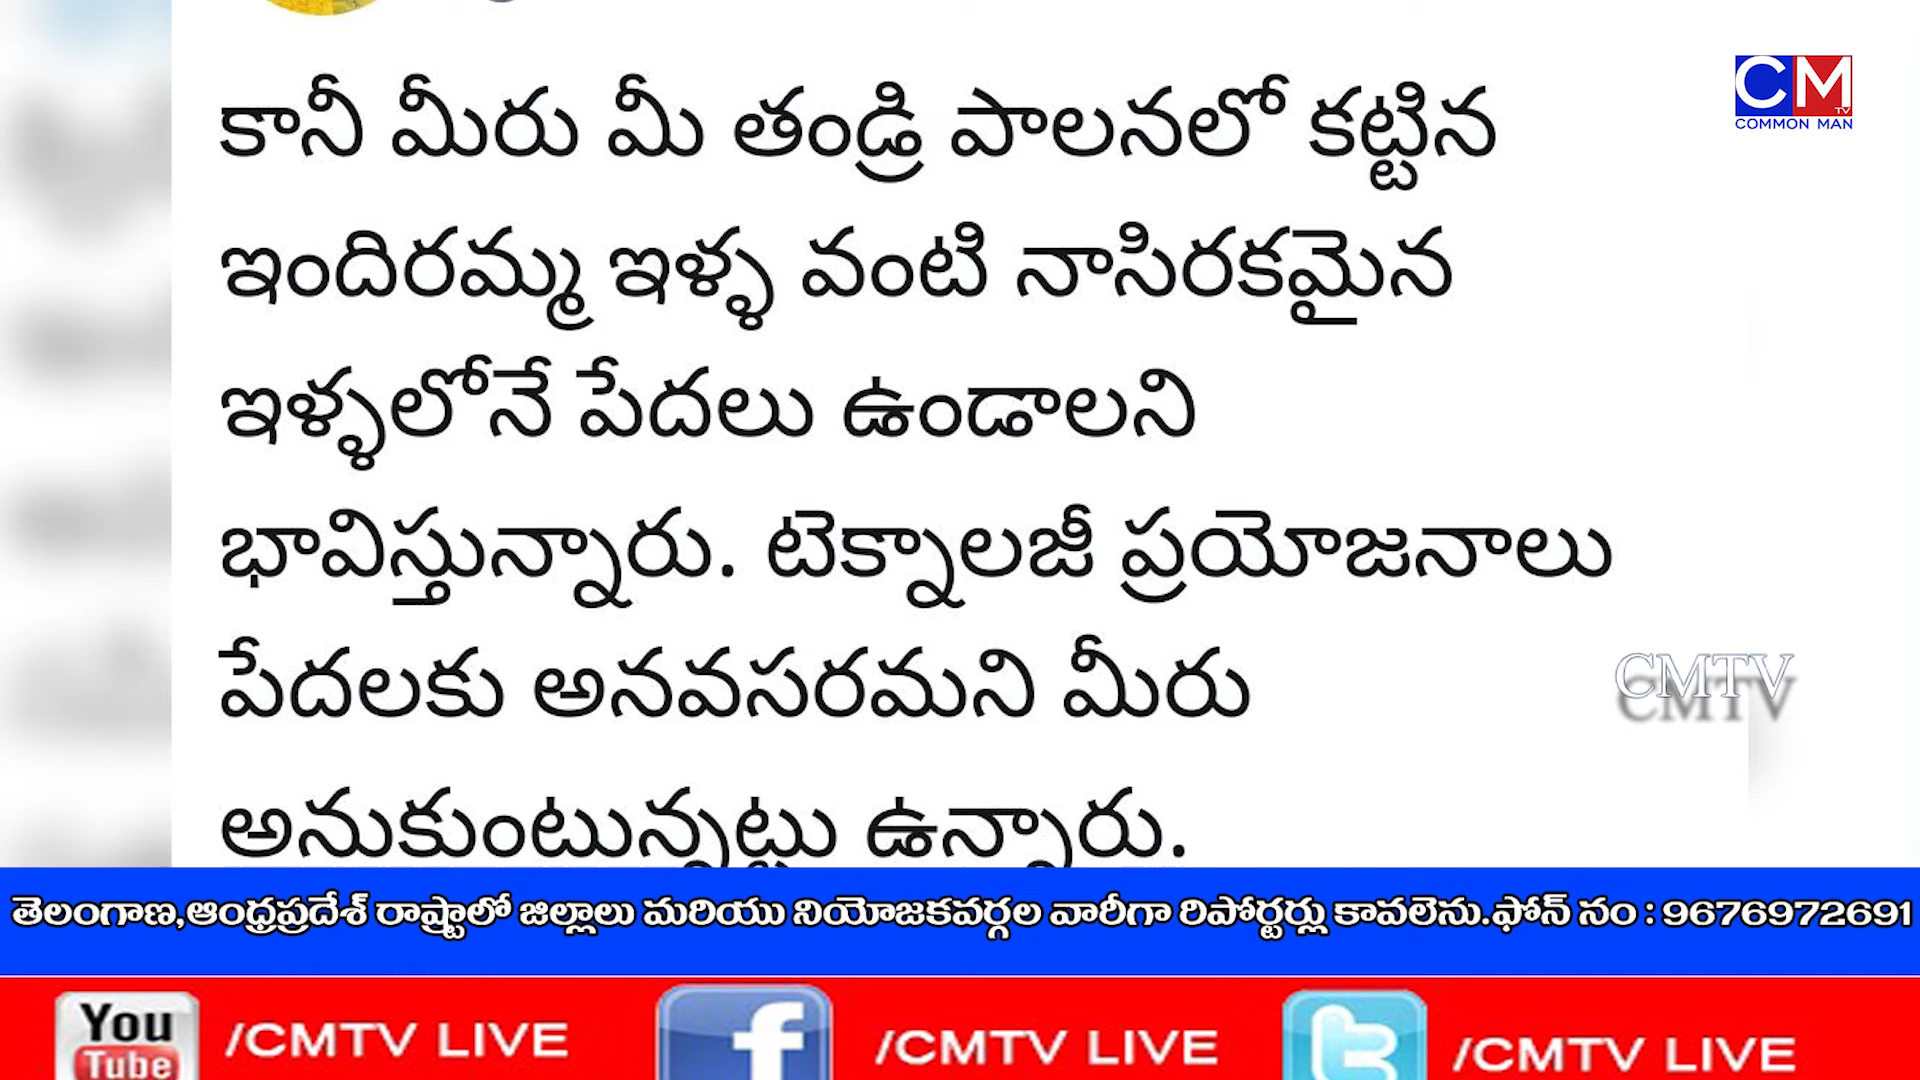 కానీ మీరు మీ తండ్రి పాలనలో కట్టిన
ఇందిరమ్మ ఇళ్ళ వంటి నాసిరకమైన
ఇళ్ళలోనే పేదలు ఉండాలని
భావిస్తున్నారు. టెక్నాలజీ ప్రయోజనాలు
పేదలకు అనవసరమని మీరు
అనుకుంటున్నట్టు ఉన్నారు.
CM TV
COMMON MAN
CMTV
తెలంగాణ,ఆంధ్రప్రదేశ్ రాష్ట్రాలో జిల్లాలు మరియు నియోజకవర్గల వారీగా రిపోర్టర్లు కావలెను.ఫోన్ నం : 9676972691
You Tube /CMTV LIVE f /CMTV LIVE t /CMTV LIVE